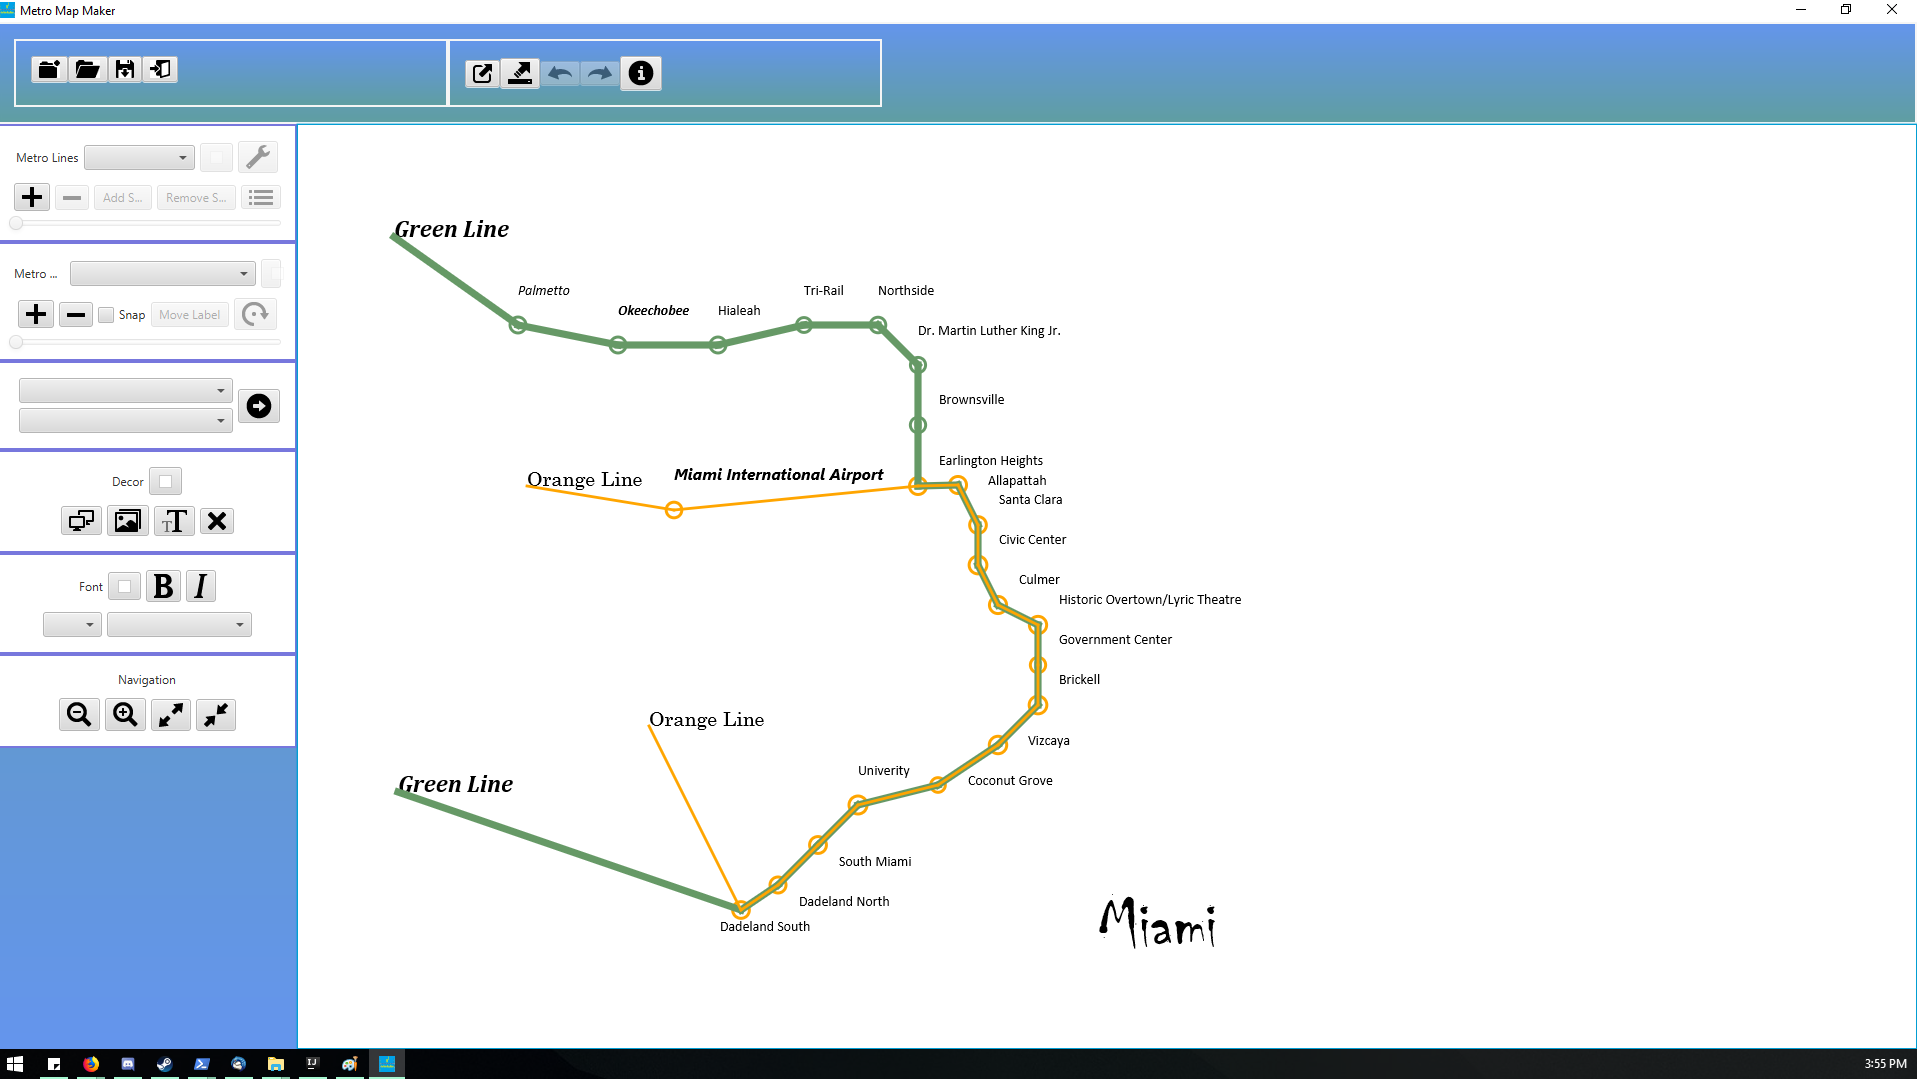 Metro Map Maker
Metro Lines
Add S...
Remove S...
Metro ...
Snap
Move Label
Decor
TT
Font
B
I
Navigation
Green Line
Palmetto
Okeechobee
Hialeah
Tri-Rail
Northside
Dr. Martin Luther King Jr.
Brownsville
Earlington Heights
Orange Line
Miami International Airport
Allapattah
Santa Clara
Civic Center
Culmer
Historic Overtown/Lyric Theatre
Government Center
Brickell
Orange Line
Vizcaya
Univerity
Coconut Grove
Green Line
South Miami
Dadeland North
Dadeland South
Miami
IJ
3:55 PM